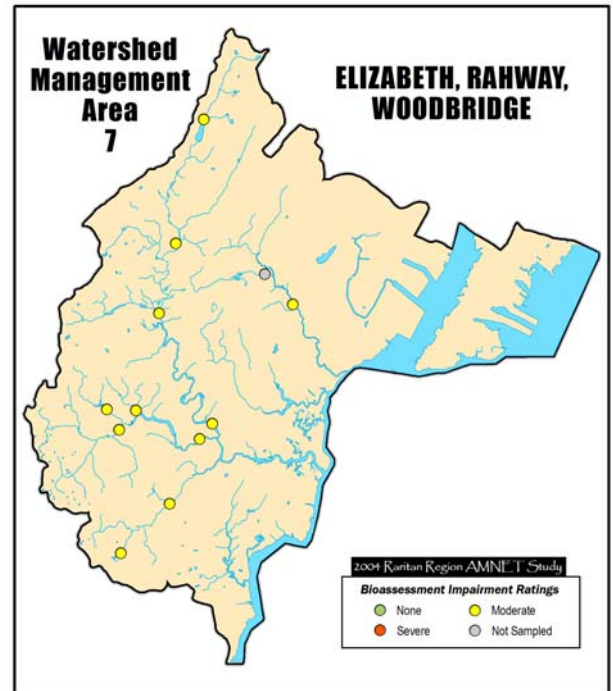 Watershed
Management
Area
7
ELIZABETH, RAHWAY,
WOODBRIDGE
2004 Raritan Region AMNET Study
Bioassessment Impairment Ratings
None
Moderate
Severe
Not Sampled